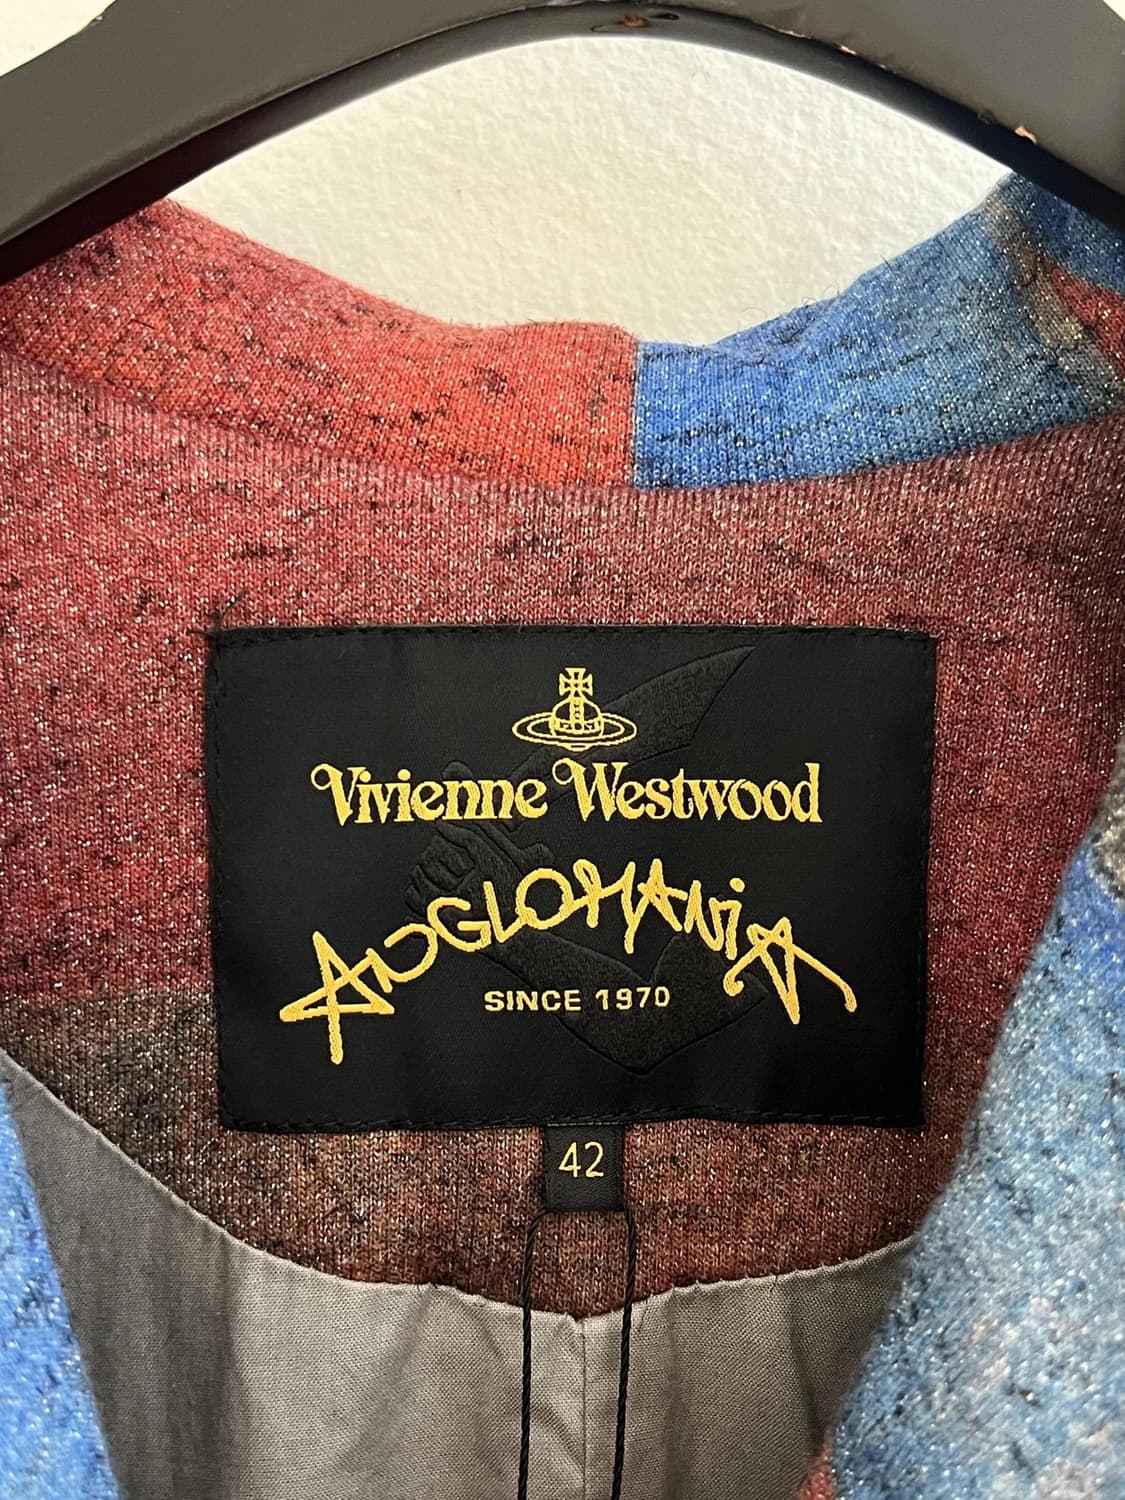 Vivienne Westwood
ANGLOMANiA
SINCE 1970
42